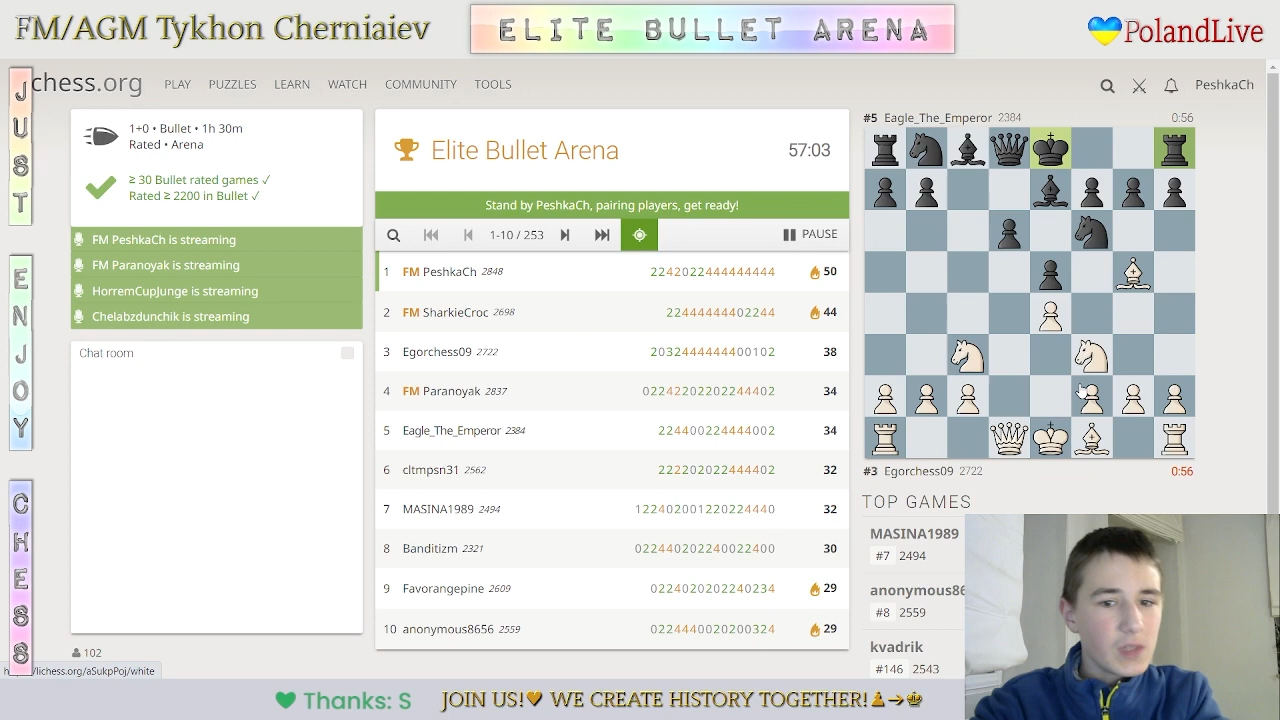 FM/AGM Tykhon Cherniaiev
ELITE BULLET ARENA
PolandLive
JUST
ENJOY
CHESS
chess.org
PLAY
PUZZLES
LEARN
WATCH
COMMUNITY
TOOLS
PeshkaCh
1+0 • Bullet • 1h 30m
Rated • Arena
≥ 30 Bullet rated games ✓
Rated ≥ 2200 in Bullet ✓
FM PeshkaCh is streaming
FM Paranoyak is streaming
HorremCupJunge is streaming
Chelabzdunchik is streaming
Chat room
102
Elite Bullet Arena
57:03
Stand by PeshkaCh, pairing players, get ready!
1-10 / 253
PAUSE
1 FM PeshkaCh 2848 22420224444444444 50
2 FM SharkieCroc 2698 2244444402244 44
3 Egorchess09 2722 2032444444400102 38
4 FM Paranoyak 2837 02242202202244402 34
5 Eagle_The_Emperor 2384 224400224444002 34
6 cltmpsn31 2562 22220202244402 32
7 MASINA1989 2494 122402001220224440 32
8 Banditizm 2321 022440202240022400 30
9 Favorangepine 2609 0224020202240234 29
10 anonymous8656 2559 0224440020200324 29
#5 Eagle_The_Emperor 2384
0:56
#3 Egorchess09 2722
0:56
TOP GAMES
MASINA1989
#7 2494
anonymous86
#8 2559
kvadrik
#146 2543
/lichess.org/aSukpPoj/white
Thanks: S
JOIN US! WE CREATE HISTORY TOGETHER!